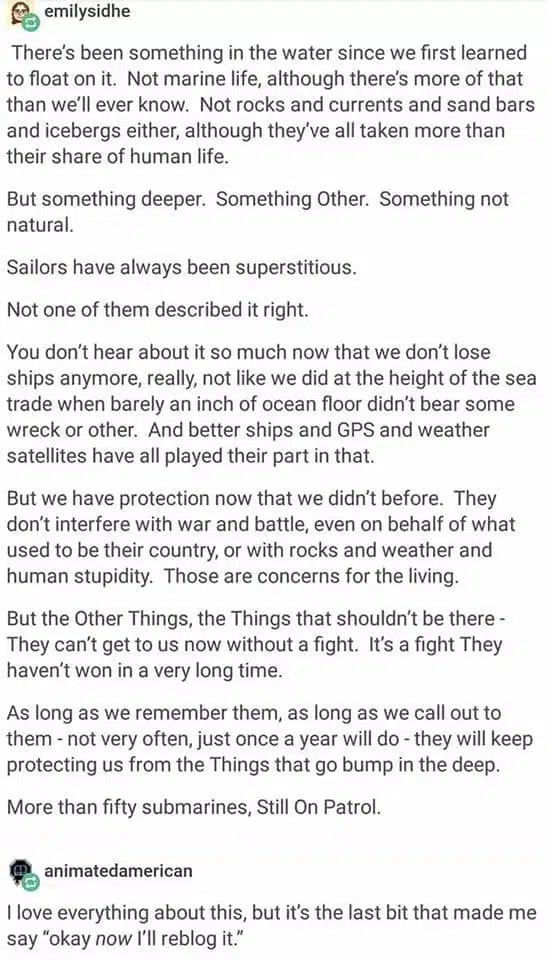 emilysidhe
There's been something in the water since we first learned
to float on it.  Not marine life, although there's more of that
than we'll ever know.  Not rocks and currents and sand bars
and icebergs either, although they've all taken more than
their share of human life.
But something deeper.  Something Other.  Something not
natural.
Sailors have always been superstitious.
Not one of them described it right.
You don't hear about it so much now that we don't lose
ships anymore, really, not like we did at the height of the sea
trade when barely an inch of ocean floor didn't bear some
wreck or other.  And better ships and GPS and weather
satellites have all played their part in that.
But we have protection now that we didn't before.  They
don't interfere with war and battle, even on behalf of what
used to be their country, or with rocks and weather and
human stupidity.  Those are concerns for the living.
But the Other Things, the Things that shouldn't be there -
They can't get to us now without a fight.  It's a fight They
haven't won in a very long time.
As long as we remember them, as long as we call out to
them - not very often, just once a year will do - they will keep
protecting us from the Things that go bump in the deep.
More than fifty submarines, Still On Patrol.
animatedamerican
I love everything about this, but it's the last bit that made me
say "okay now I'll reblog it."